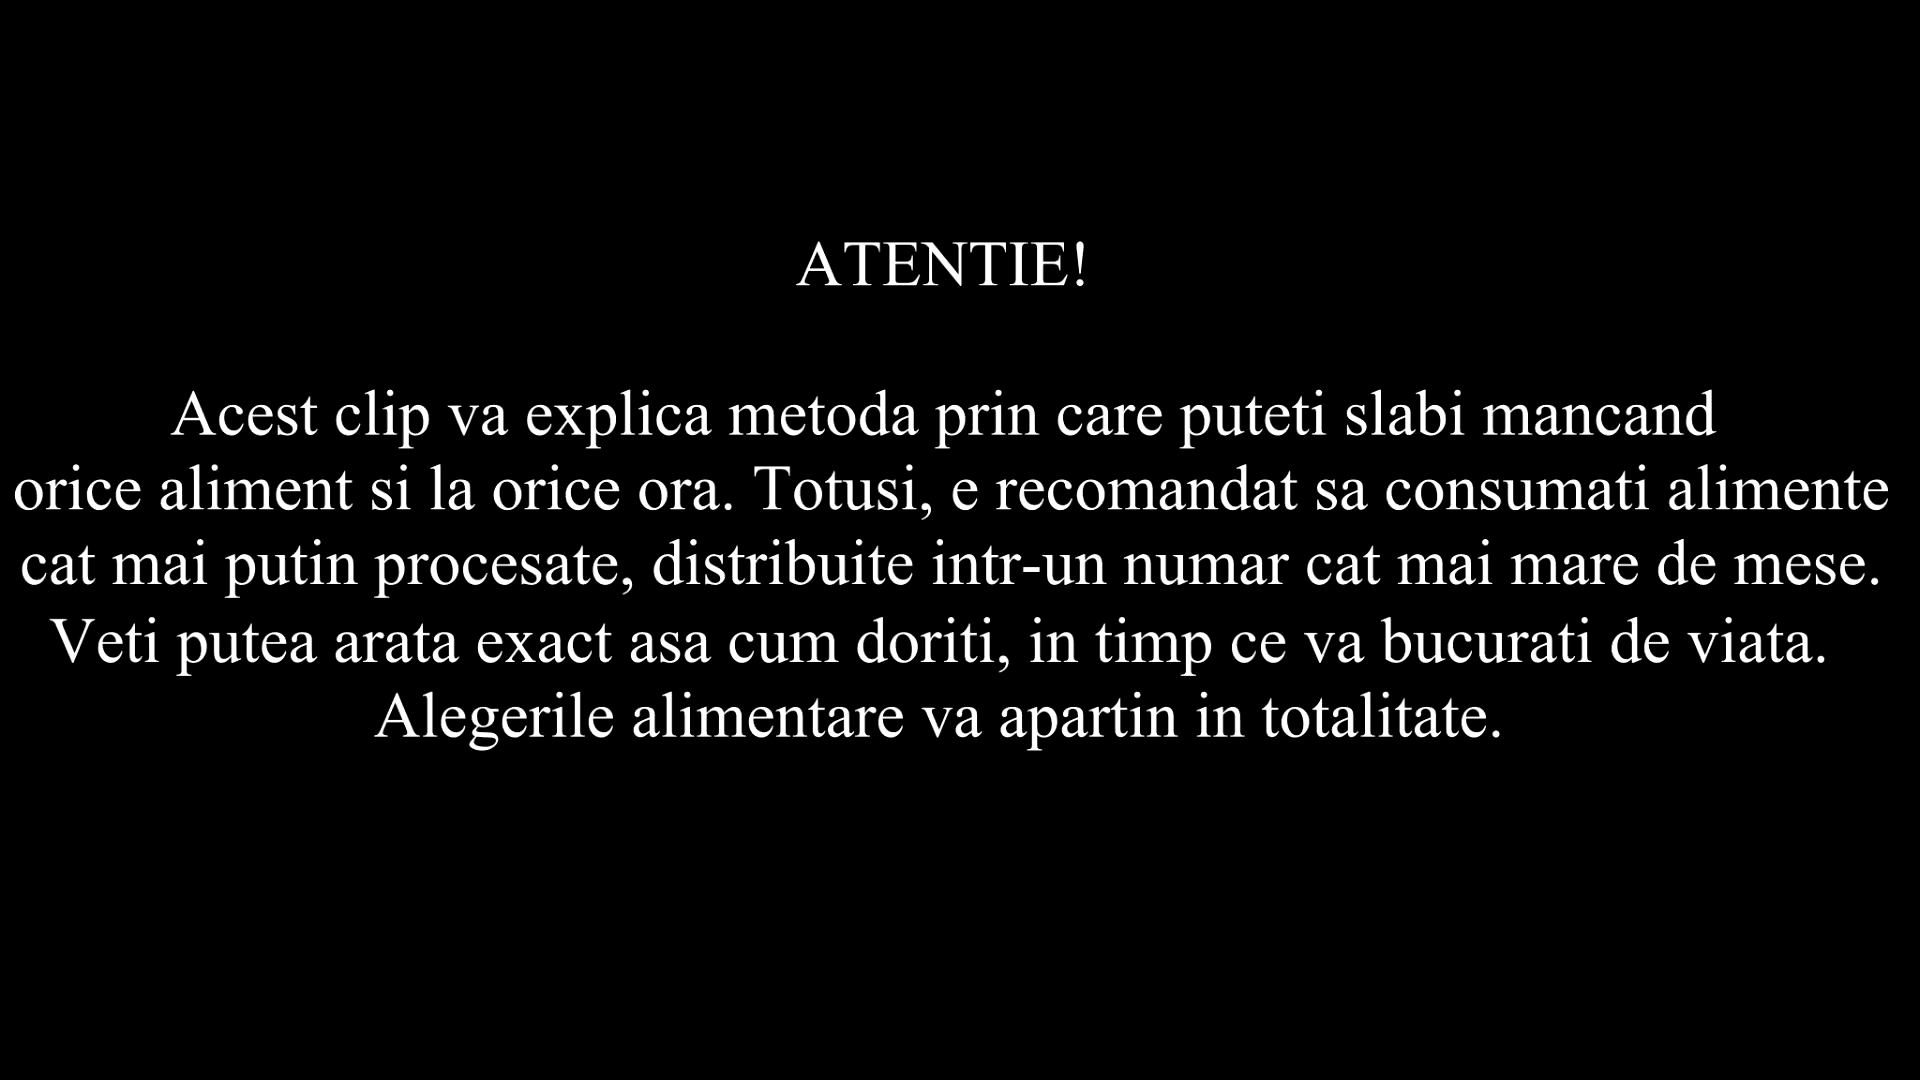 ATENTIE!
Acest clip va explica metoda prin care puteti slabi mancand
orice aliment si la orice ora. Totusi, e recomandat sa consumati alimente
cat mai putin procesate, distribuite intr-un numar cat mai mare de mese.
Veti putea arata exact asa cum doriti, in timp ce va bucurati de viata.
Alegerile alimentare va apartin in totalitate.